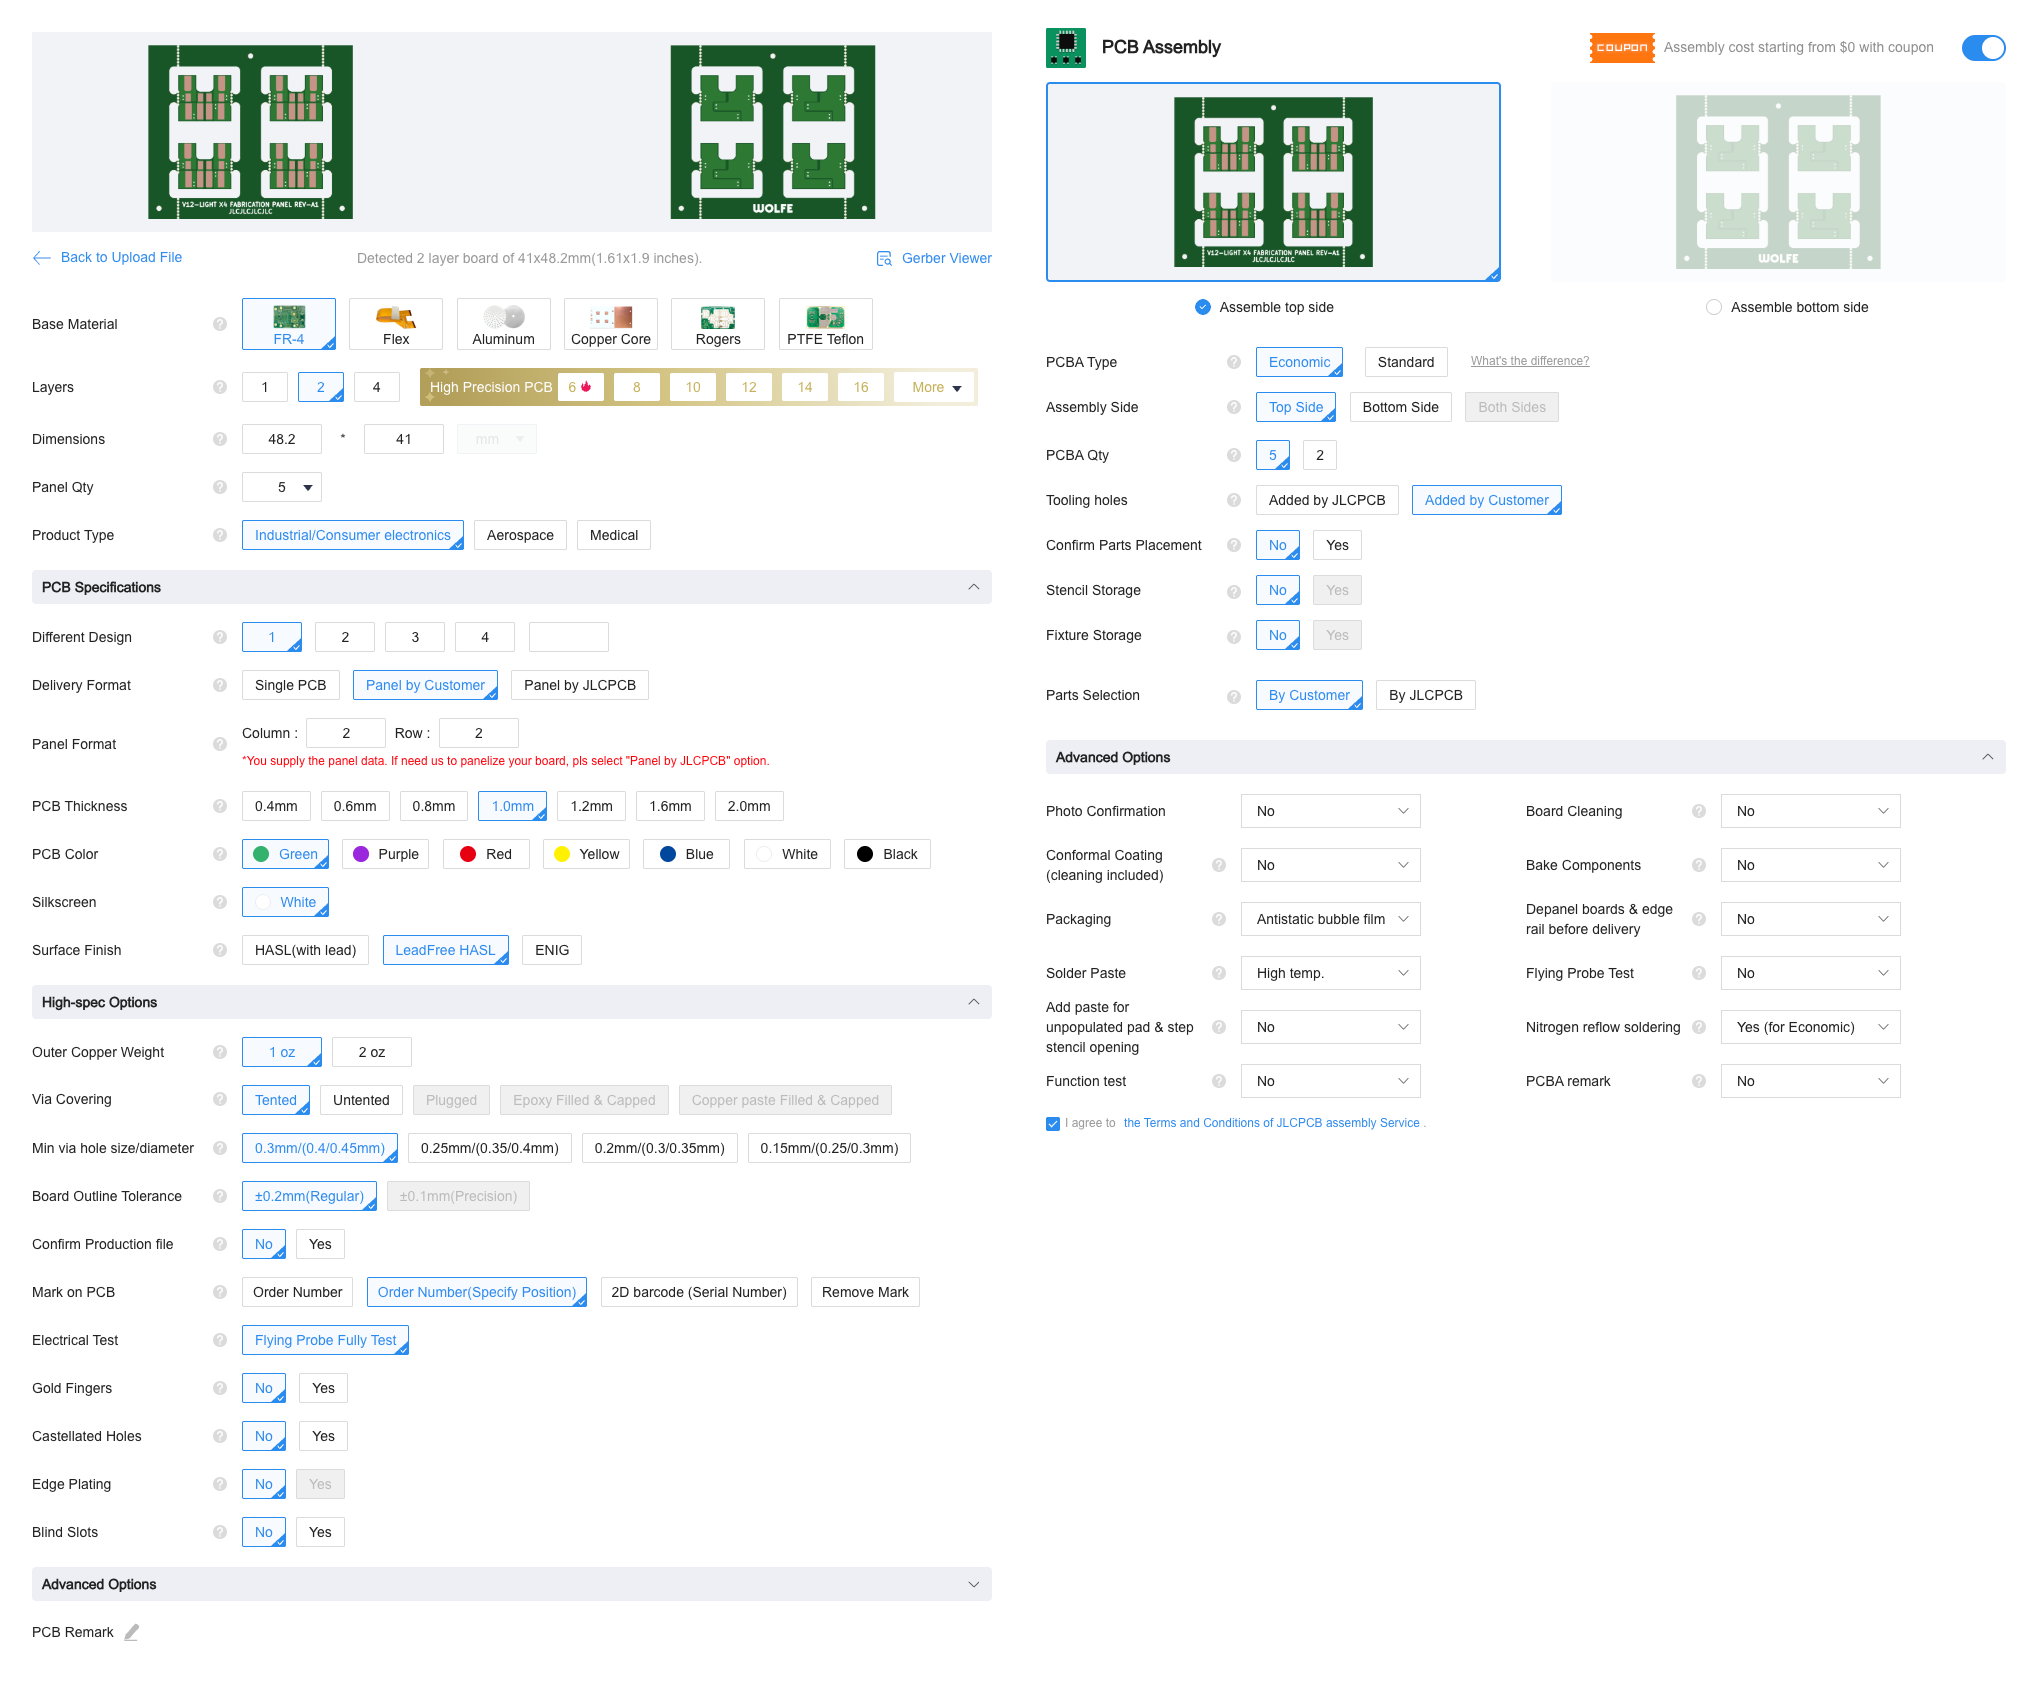 V12-LIGHT X4 FABRICATION PANEL REV-A1
JLCJLCJLCJLC
WOLFE
Back to Upload File
Detected 2 layer board of 41x48.2mm(1.61x1.9 inches).
Gerber Viewer
Base Material
FR-4
Flex
Aluminum
Copper Core
Rogers
PTFE Teflon
Layers
1
2
4
High Precision PCB
6
8
10
12
14
16
More
Dimensions
48.2
*
41
mm
Panel Qty
5
Product Type
Industrial/Consumer electronics
Aerospace
Medical
PCB Specifications
Different Design
1
2
3
4
Delivery Format
Single PCB
Panel by Customer
Panel by JLCPCB
Panel Format
Column :
2
Row :
2
*You supply the panel data. If need us to panelize your board, pls select "Panel by JLCPCB" option.
PCB Thickness
0.4mm
0.6mm
0.8mm
1.0mm
1.2mm
1.6mm
2.0mm
PCB Color
Green
Purple
Red
Yellow
Blue
White
Black
Silkscreen
White
Surface Finish
HASL(with lead)
LeadFree HASL
ENIG
High-spec Options
Outer Copper Weight
1 oz
2 oz
Via Covering
Tented
Untented
Plugged
Epoxy Filled & Capped
Copper paste Filled & Capped
Min via hole size/diameter
0.3mm/(0.4/0.45mm)
0.25mm/(0.35/0.4mm)
0.2mm/(0.3/0.35mm)
0.15mm/(0.25/0.3mm)
Board Outline Tolerance
±0.2mm(Regular)
±0.1mm(Precision)
Confirm Production file
No
Yes
Mark on PCB
Order Number
Order Number(Specify Position)
2D barcode (Serial Number)
Remove Mark
Electrical Test
Flying Probe Fully Test
Gold Fingers
No
Yes
Castellated Holes
No
Yes
Edge Plating
No
Yes
Blind Slots
No
Yes
Advanced Options
PCB Remark
PCB Assembly
COUPON
Assembly cost starting from $0 with coupon
V12-LIGHT X4 FABRICATION PANEL REV-A1
JLCJLCJLCJLC
WOLFE
Assemble top side
Assemble bottom side
PCBA Type
Economic
Standard
What's the difference?
Assembly Side
Top Side
Bottom Side
Both Sides
PCBA Qty
5
2
Tooling holes
Added by JLCPCB
Added by Customer
Confirm Parts Placement
No
Yes
Stencil Storage
No
Yes
Fixture Storage
No
Yes
Parts Selection
By Customer
By JLCPCB
Advanced Options
Photo Confirmation
No
Board Cleaning
No
Conformal Coating
(cleaning included)
No
Bake Components
No
Packaging
Antistatic bubble film
Depanel boards & edge
rail before delivery
No
Solder Paste
High temp.
Flying Probe Test
No
Add paste for
unpopulated pad & step
stencil opening
No
Nitrogen reflow soldering
Yes (for Economic)
Function test
No
PCBA remark
No
I agree to the Terms and Conditions of JLCPCB assembly Service .